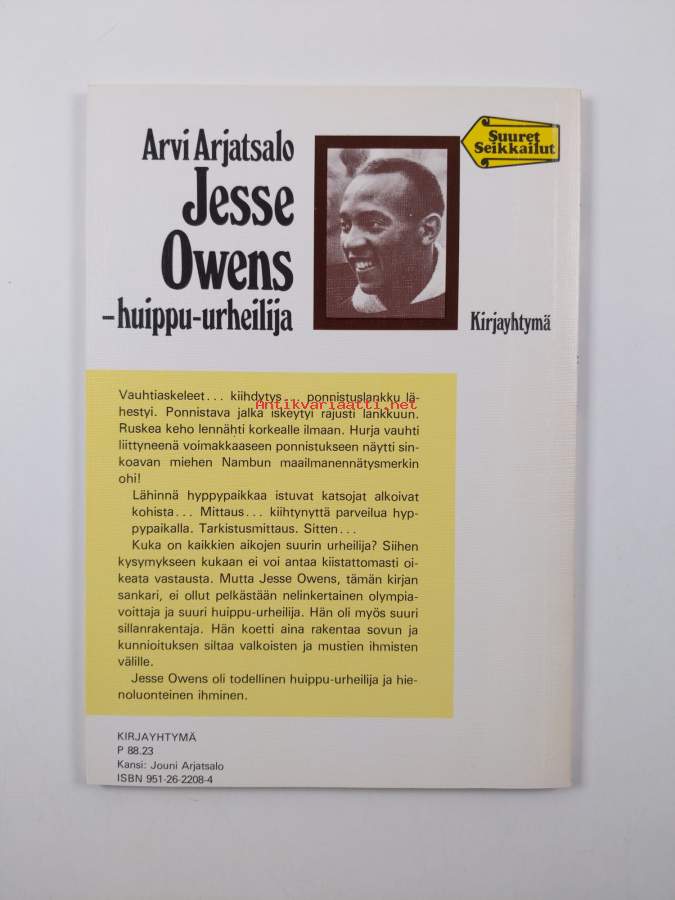 Arvi Arjatsalo
Jesse
Owens
–huippu-urheilija
Suuret
Seikkailut
Kirjayhtymä
Vauhtiaskeleet... kiihdytys... ponnistuslankku lä-
Antikvariaatti.net
hestyi. Ponnistava jalka iskeytyi rajusti lankkuun.
Ruskea keho lennähti korkealle ilmaan. Hurja vauhti
liittyneenä voimakkaaseen ponnistukseen näytti sin-
koavan miehen Nambun maailmanennätysmerkin
ohi!
Lähinnä hyppypaikkaa istuvat katsojat alkoivat
kohista... Mittaus... kiihtynyttä parveilua hyp-
pypaikalla. Tarkistusmittaus. Sitten...
Kuka on kaikkien aikojen suurin urheilija? Siihen
kysymykseen kukaan ei voi antaa kiistattomasti oi-
keata vastausta. Mutta Jesse Owens, tämän kirjan
sankari, ei ollut pelkästään nelinkertainen olympia-
voittaja ja suuri huippu-urheilija. Hän oli myös suuri
sillanrakentaja. Hän koetti aina rakentaa sovun ja
kunnioituksen siltaa valkoisten ja mustien ihmisten
välille.
Jesse Owens oli todellinen huippu-urheilija ja hie-
noluonteinen ihminen.
KIRJAYHTYMÄ
P 88.23
Kansi: Jouni Arjatsalo
ISBN 951-26-2208-4